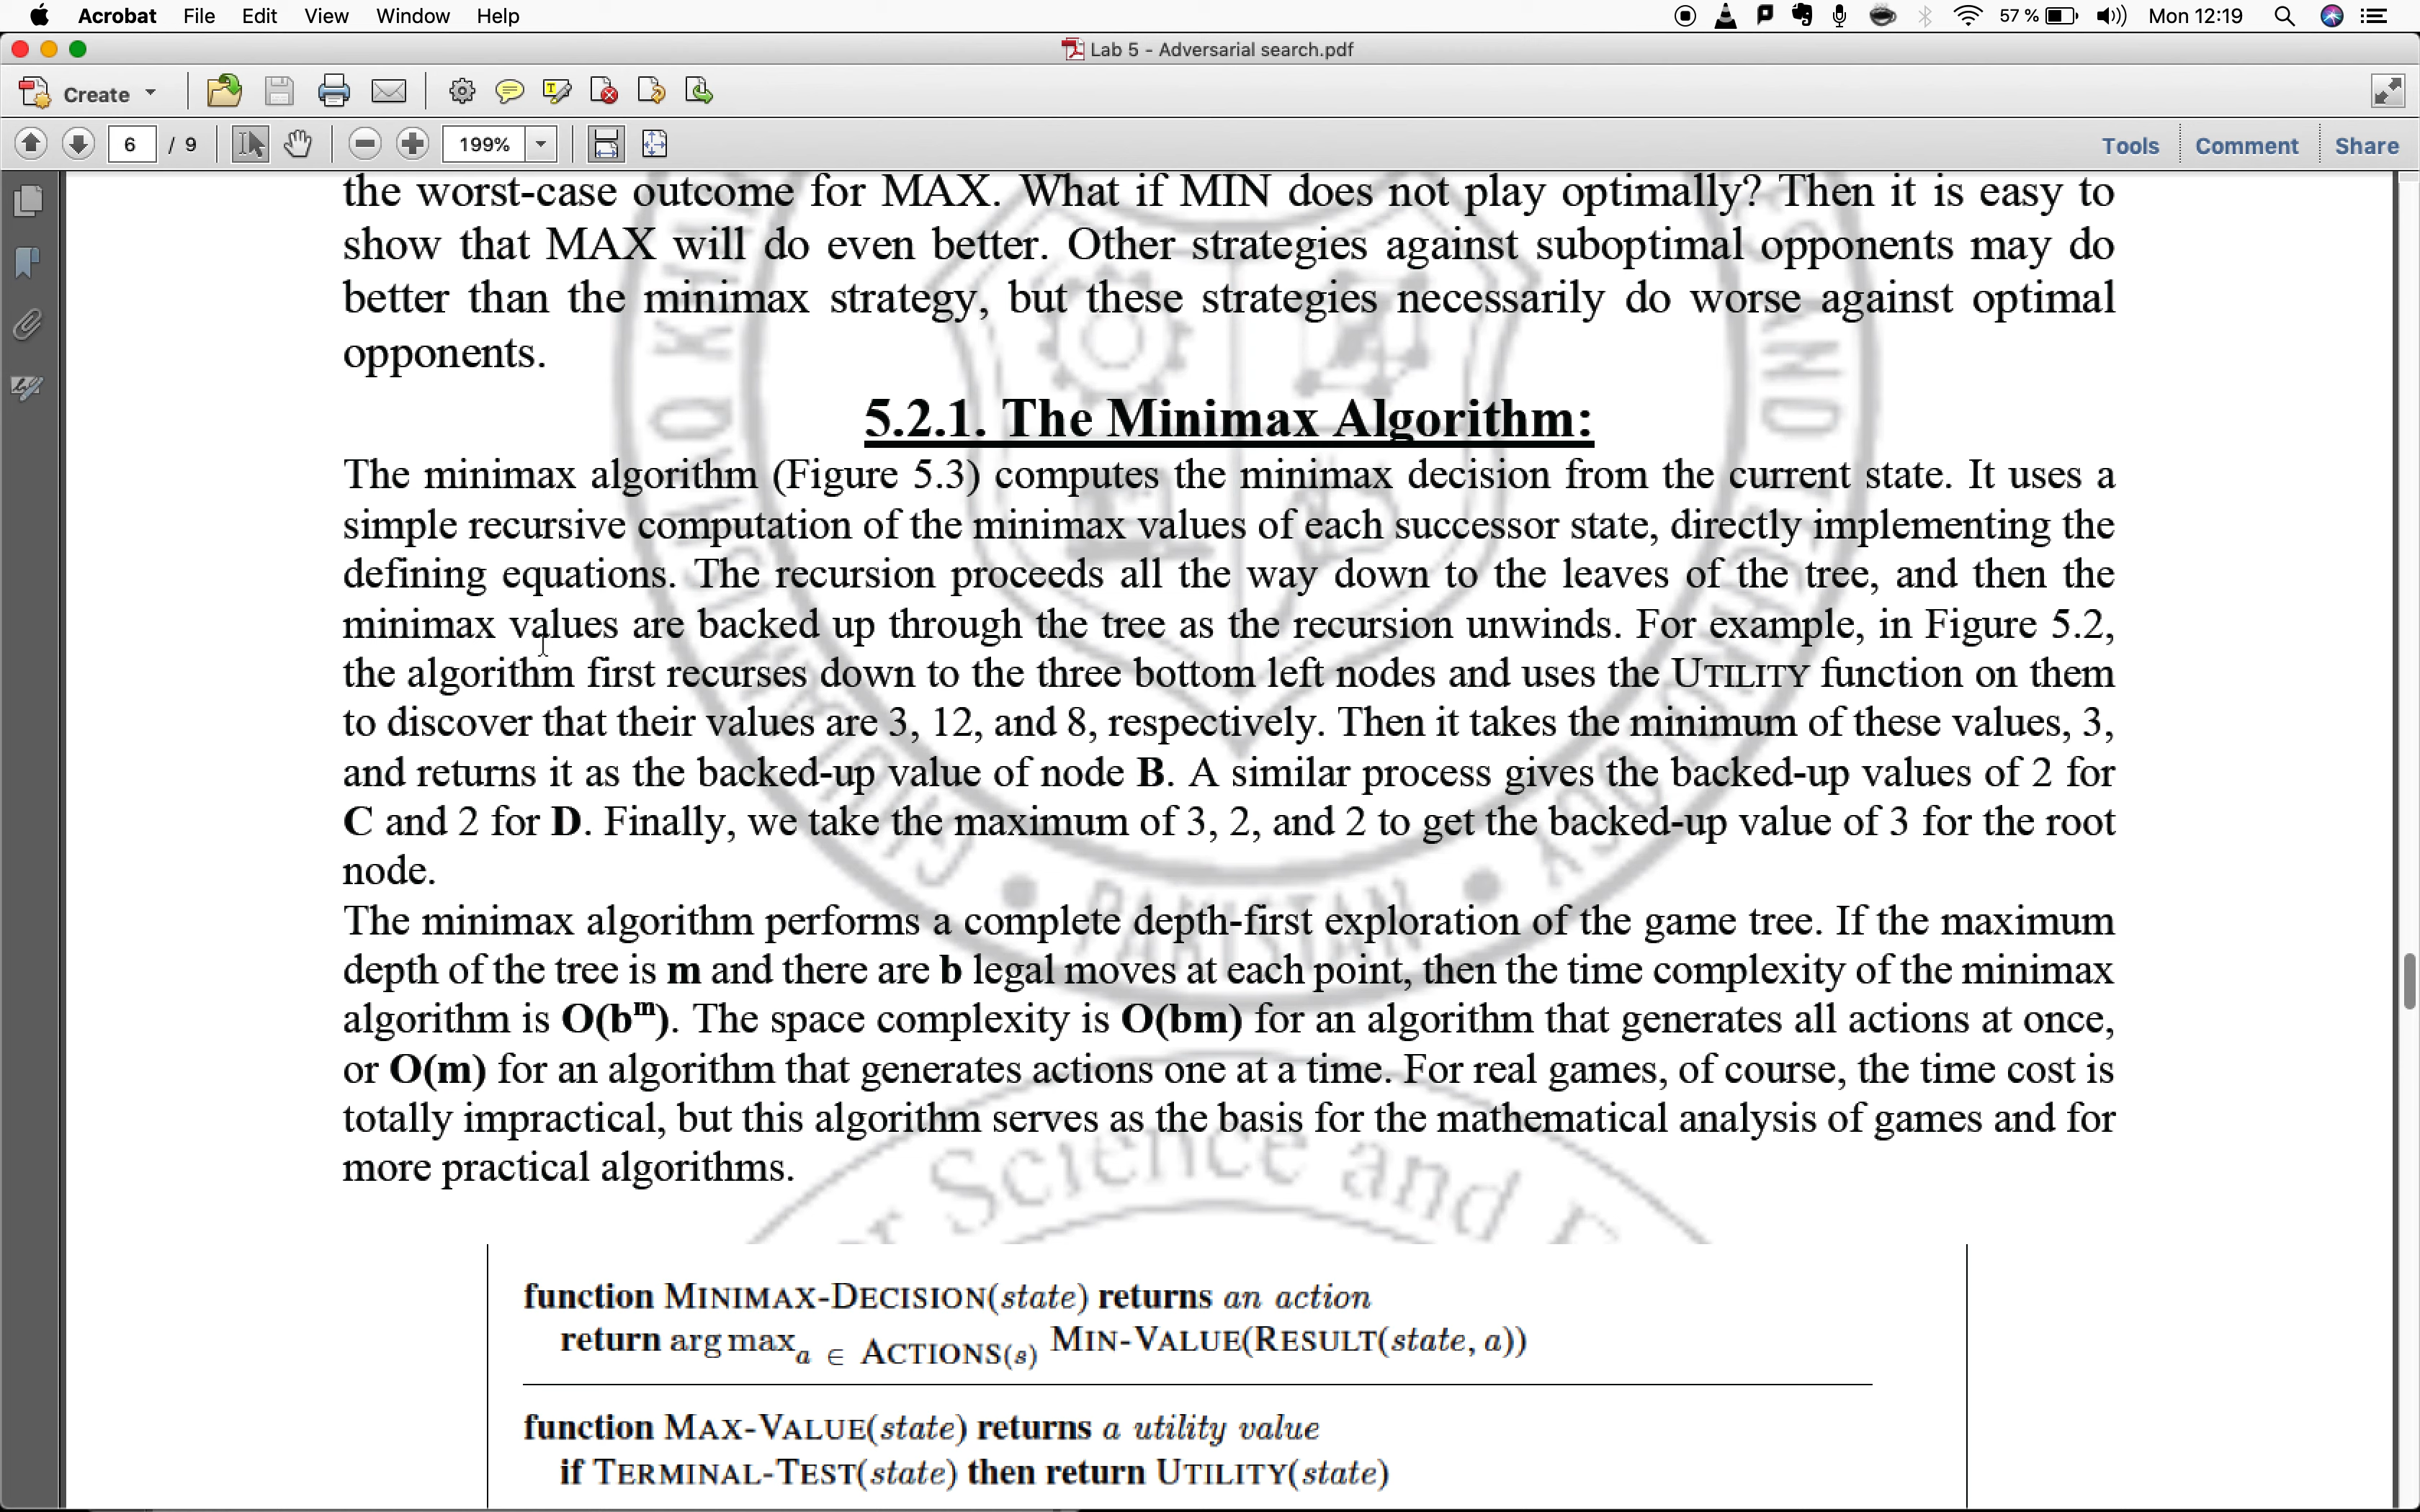 Acrobat File Edit View Window Help 57 % Mon 12:19
Lab 5 - Adversarial search.pdf
Create
6 / 9 199% Tools Comment Share
the worst-case outcome for MAX. What if MIN does not play optimally? Then it is easy to
show that MAX will do even better. Other strategies against suboptimal opponents may do
better than the minimax strategy, but these strategies necessarily do worse against optimal
opponents.
5.2.1. The Minimax Algorithm:
The minimax algorithm (Figure 5.3) computes the minimax decision from the current state. It uses a
simple recursive computation of the minimax values of each successor state, directly implementing the
defining equations. The recursion proceeds all the way down to the leaves of the tree, and then the
minimax values are backed up through the tree as the recursion unwinds. For example, in Figure 5.2,
the algorithm first recurses down to the three bottom left nodes and uses the UTILITY function on them
to discover that their values are 3, 12, and 8, respectively. Then it takes the minimum of these values, 3,
and returns it as the backed-up value of node B. A similar process gives the backed-up values of 2 for
C and 2 for D. Finally, we take the maximum of 3, 2, and 2 to get the backed-up value of 3 for the root
node.
The minimax algorithm performs a complete depth-first exploration of the game tree. If the maximum
depth of the tree is m and there are b legal moves at each point, then the time complexity of the minimax
algorithm is O(bᵐ). The space complexity is O(bm) for an algorithm that generates all actions at once,
or O(m) for an algorithm that generates actions one at a time. For real games, of course, the time cost is
totally impractical, but this algorithm serves as the basis for the mathematical analysis of games and for
more practical algorithms.
PAKISTAN
Science and
function MINIMAX-DECISION(state) returns an action
return arg max a ∈ ACTIONS(s) MIN-VALUE(RESULT(state, a))
function MAX-VALUE(state) returns a utility value
if TERMINAL-TEST(state) then return UTILITY(state)